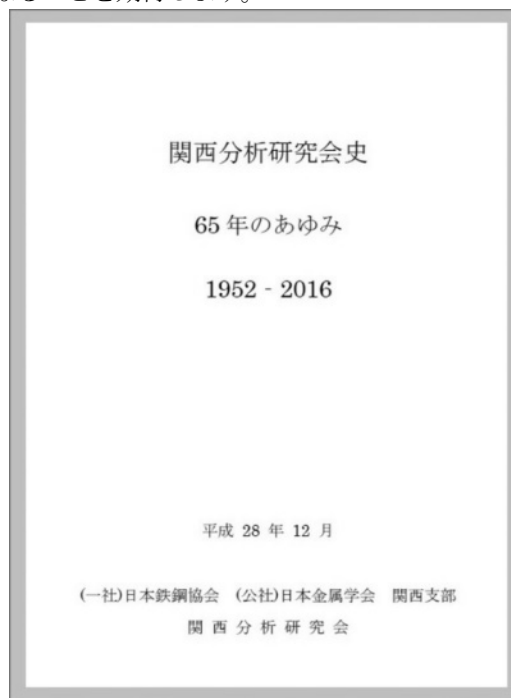 関西分析研究会史
65年のあゆみ
1952 - 2016
平成 28 年 12 月
(一社)日本鉄鋼協会 (公社)日本金属学会 関西支部
関 西 分 析 研 究 会